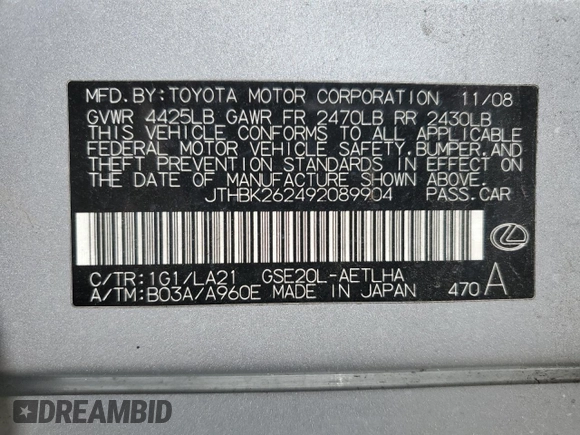 MFD. BY: TOYOTA MOTOR CORPORATION 11/08
GVWR 4425LB GAWR FR 2470LB RR 2430LB
THIS VEHICLE CONFORMS TO ALL APPLICABLE
FEDERAL MOTOR VEHICLE SAFETY, BUMPER, AND
THEFT PREVENTION STANDARDS IN EFFECT ON
THE DATE OF MANUFACTURE SHOWN ABOVE.
JTHBK262492089904 PASS. CAR
C/TR: 1G1/LA21 GSE20L-AETLHA
A/TM: B03A/A960E MADE IN JAPAN 470 A
DREAMBID